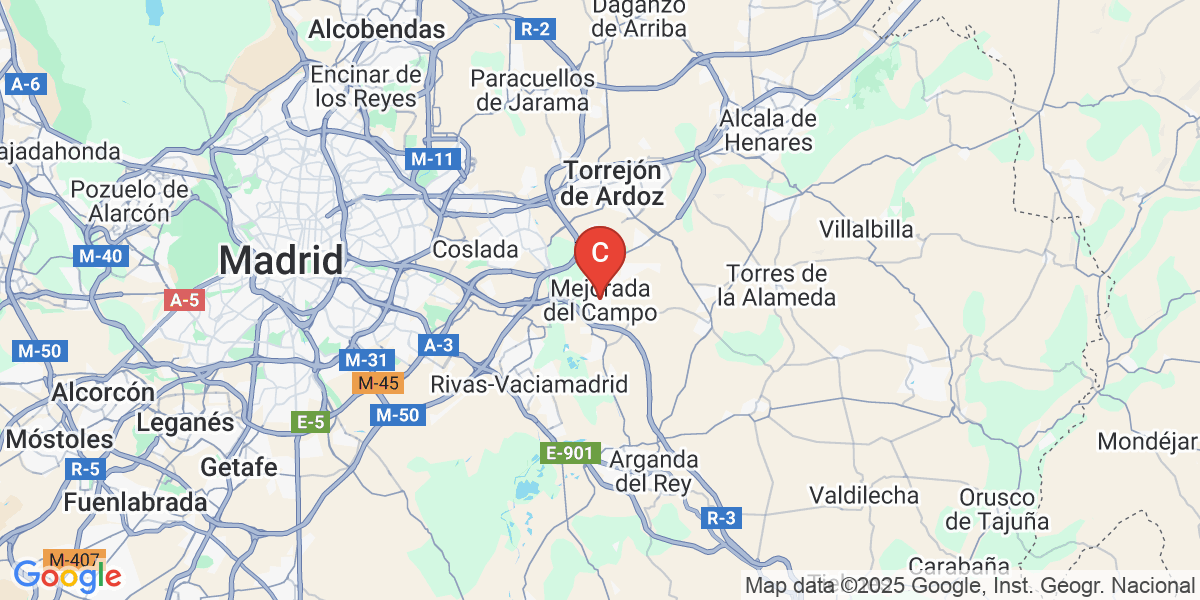 Daganzo
de Arriba
Alcobendas
R-2
A-6
Encinar de
los Reyes
Paracuellos
de Jarama
Alcala de
Henares
ajadahonda
M-11
Torrejón
de Ardoz
Pozuelo de
Alarcón
Villalbilla
Coslada
M-40
Madrid
C
Torres de
la Alameda
Mejorada
del Campo
A-5
M-50
A-3
M-31
M-45
Rivas-Vaciamadrid
Alcorcón
M-50
Leganés
E-5
Móstoles
Mondéjar
E-901
R-5
Getafe
Arganda
del Rey
Fuenlabrada
Valdilecha
Orusco
de Tajuña
R-3
M-407
Carabaña
Google
Map data ©2025 Google, Inst. Geogr. Nacional